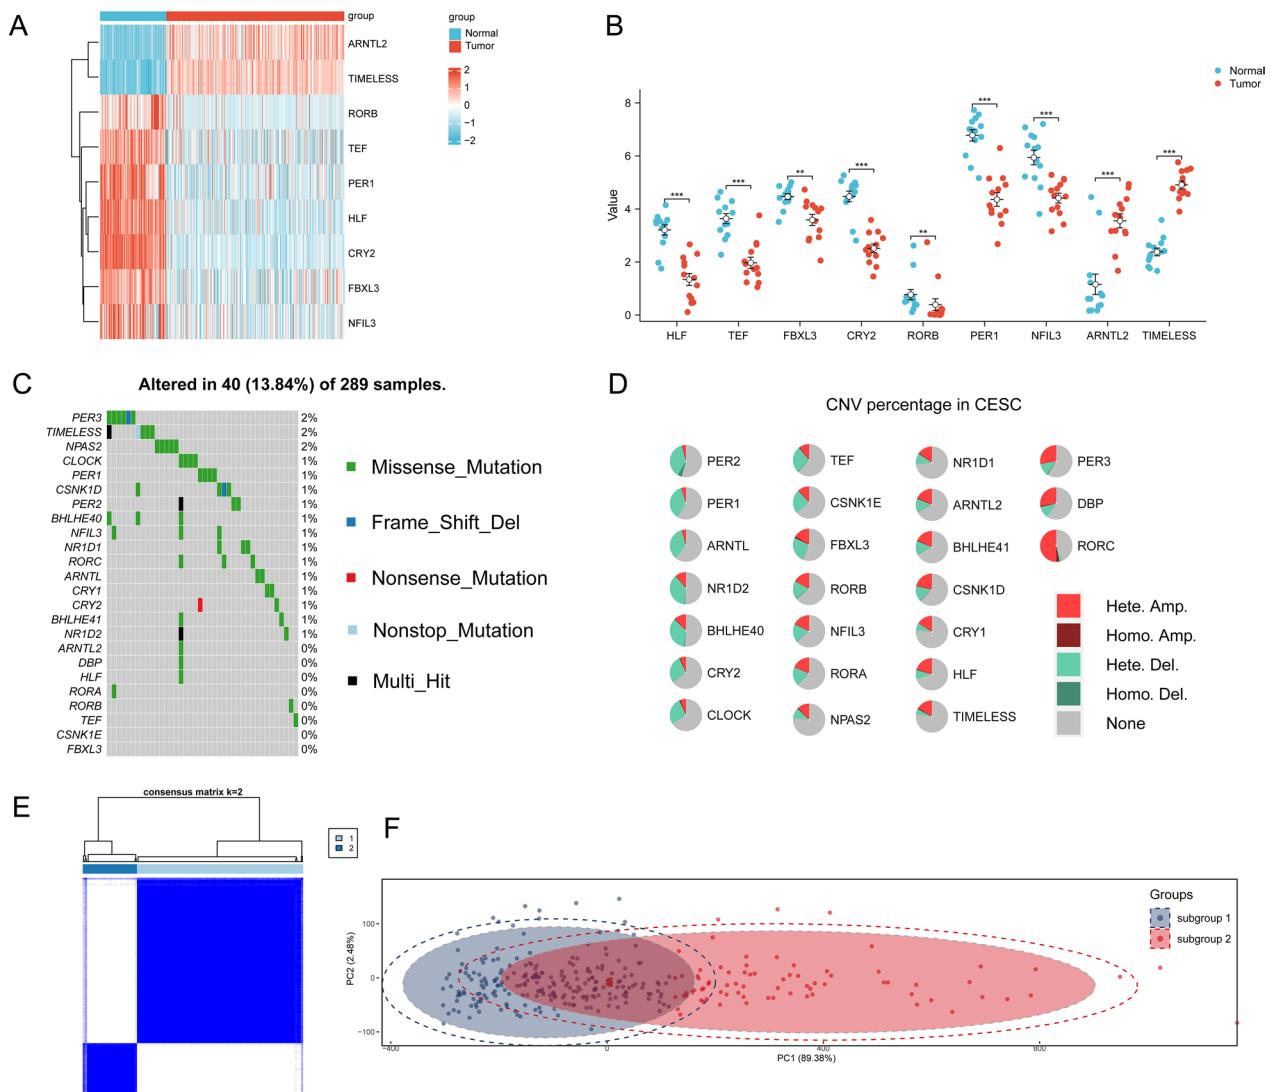 A
group
ARNTL2
TIMELESS
RORB
TEF
PER1
HLF
CRY2
FBXL3
NFIL3
group
Normal
Tumor
2
1
0
−1
−2
B
Normal
Tumor
Value
8
6
4
2
0
***
***
**
***
**
***
***
***
***
HLF TEF FBXL3 CRY2 RORB PER1 NFIL3 ARNTL2 TIMELESS
C
Altered in 40 (13.84%) of 289 samples.
PER3 2%
TIMELESS 2%
NPAS2 2%
CLOCK 1%
PER1 1%
CSNK1D 1%
PER2 1%
BHLHE40 1%
NFIL3 1%
NR1D1 1%
RORC 1%
ARNTL 1%
CRY1 1%
CRY2 1%
BHLHE41 1%
NR1D2 1%
ARNTL2 0%
DBP 0%
HLF 0%
RORA 0%
RORB 0%
TEF 0%
CSNK1E 0%
FBXL3 0%
Missense_Mutation
Frame_Shift_Del
Nonsense_Mutation
Nonstop_Mutation
Multi_Hit
D
CNV percentage in CESC
PER2 TEF NR1D1 PER3
PER1 CSNK1E ARNTL2 DBP
ARNTL FBXL3 BHLHE41 RORC
NR1D2 RORB CSNK1D
BHLHE40 NFIL3 CRY1
CRY2 RORA HLF
CLOCK NPAS2 TIMELESS
Hete. Amp.
Homo. Amp.
Hete. Del.
Homo. Del.
None
E
consensus matrix k=2
1
2
F
Groups
subgroup 1
subgroup 2
PC2 (2.48%)
100
0
−100
−400 0 400 800
PC1 (89.38%)